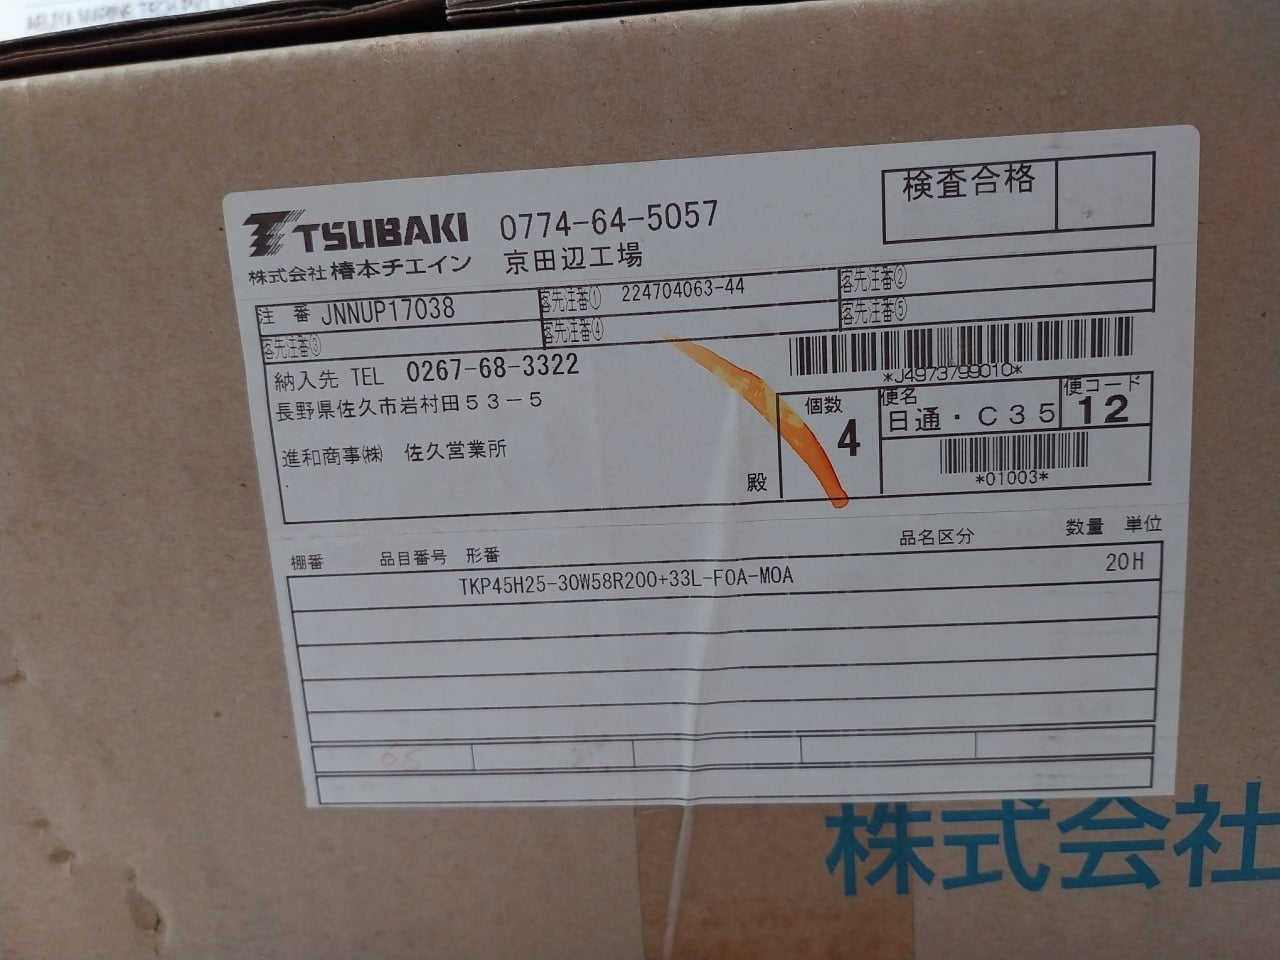 検査合格
TSUBAKI 0774-64-5057
株式会社 椿本チエイン 京田辺工場
注番 JNNUP17038 客先注番① 224704063-44 客先注番②
客先注番③ 客先注番④ 客先注番⑤
納入先 TEL 0267-68-3322
*J4973799010*
長野県佐久市岩村田53-5
個数 4 便名 日通・C35 便コード 12
進和商事㈱ 佐久営業所
殿
*01003*
棚番 品目番号 形番 品名区分 数量 単位
TKP45H25-30W58R200+33L-F0A-M0A 20H
65
株式会社